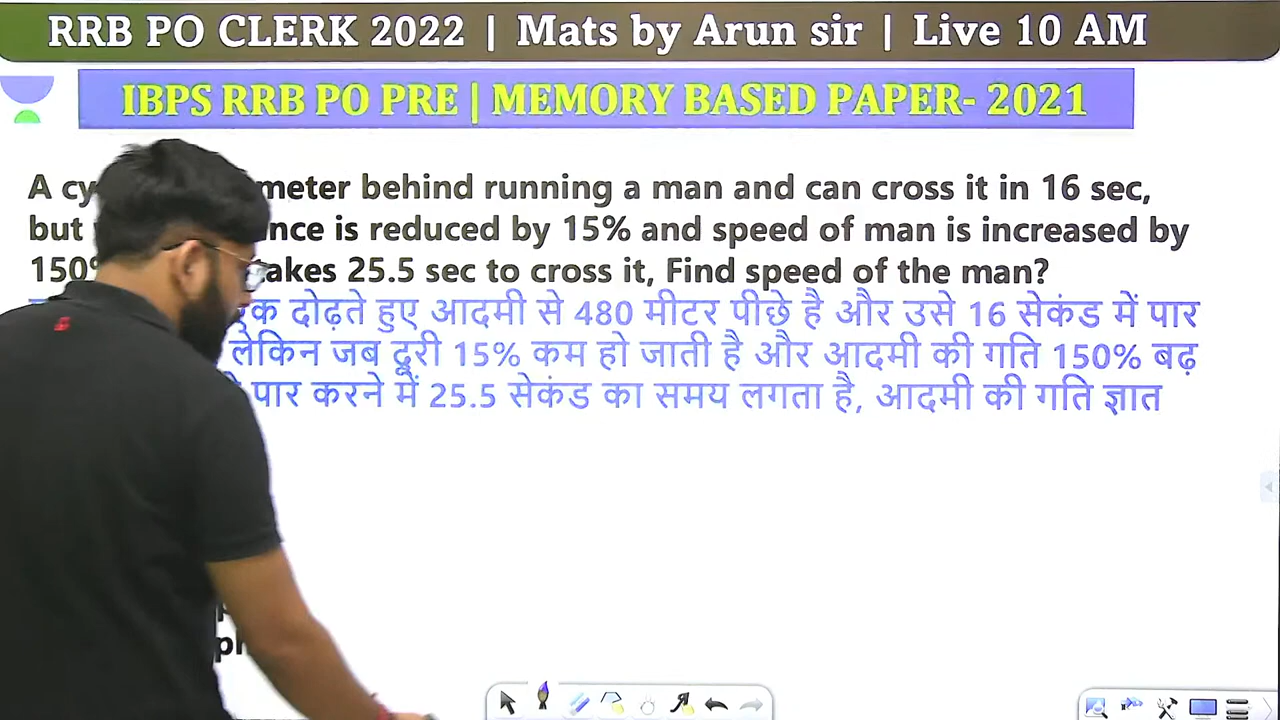 RRB PO CLERK 2022 | Mats by Arun sir | Live 10 AM
IBPS RRB PO PRE | MEMORY BASED PAPER- 2021
A meter behind running a man and can cross it in 16 sec,
but is reduced by 15% and speed of man is increased by
25.5 sec to cross it, Find speed of the man?
दोढ़ते हुए आदमी से 480 मीटर पीछे है और उसे 16 सेकंड में पार
लेकिन जब दूरी 15% कम हो जाती है और आदमी की गति 150% बढ़
पार करने में 25.5 सेकंड का समय लगता है, आदमी की गति ज्ञात